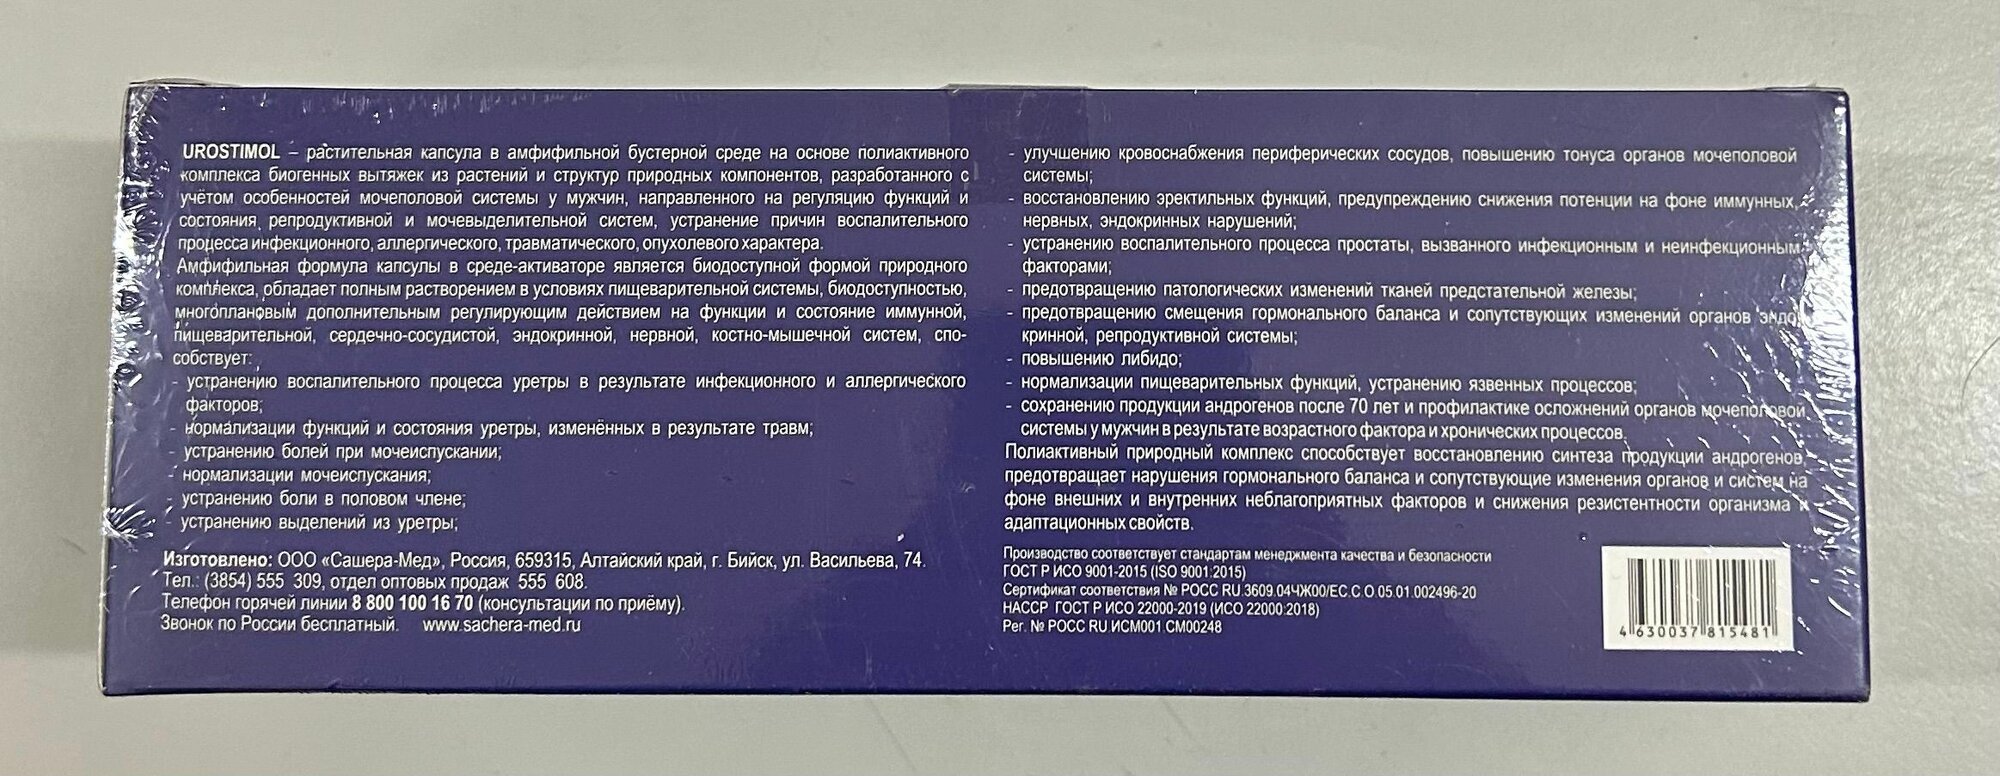 UROSTIMOL – растительная капсула в амфифильной бустерной среде на основе полиактивного
комплекса биогенных вытяжек из растений и структур природных компонентов, разработанного с
учётом особенностей мочеполовой системы у мужчин, направленного на регуляцию функций и
состояния репродуктивной и мочевыделительной систем, устранение причин воспалительного
процесса инфекционного, аллергического, травматического, опухолевого характера.
Амфифильная формула капсулы в среде-активаторе является биодоступной формой природного
комплекса, обладает полным растворением в условиях пищеварительной системы, биодоступностью,
многоплановым дополнительным регулирующим действием на функции и состояние иммунной,
пищеварительной, сердечно-сосудистой, эндокринной, нервной, костно-мышечной систем, спо-
собствует:
- устранению воспалительного процесса уретры в результате инфекционного и аллергического
факторов;
- нормализации функций и состояния уретры, изменённых в результате травм;
- устранению болей при мочеиспускании;
- нормализации мочеиспускания;
- устранению боли в половом члене;
- устранению выделений из уретры;
Изготовлено: ООО «Сашера-Мед», Россия, 659315, Алтайский край, г. Бийск, ул. Васильева, 74.
Тел.: (3854) 555 309, отдел оптовых продаж 555 608.
Телефон горячей линии 8 800 100 16 70 (консультации по приёму).
Звонок по России бесплатный. www.sachera-med.ru
- улучшению кровоснабжения периферических сосудов, повышению тонуса органов мочеполовой
системы;
- восстановлению эректильных функций, предупреждению снижения потенции на фоне иммунных,
нервных, эндокринных нарушений;
- устранению воспалительного процесса простаты, вызванного инфекционным и неинфекционным
факторами;
- предотвращению патологических изменений тканей предстательной железы;
- предотвращению смещения гормонального баланса и сопутствующих изменений органов эндо-
кринной, репродуктивной системы;
- повышению либидо;
- нормализации пищеварительных функций, устранению язвенных процессов;
- сохранению продукции андрогенов после 70 лет и профилактике осложнений органов мочеполовой
системы у мужчин в результате возрастного фактора и хронических процессов.
Полиактивный природный комплекс способствует восстановлению синтеза продукции андрогенов,
предотвращает нарушения гормонального баланса и сопутствующие изменения органов и систем на
фоне внешних и внутренних неблагоприятных факторов и снижения резистентности организма и
адаптационных свойств.
Производство соответствует стандартам менеджмента качества и безопасности
ГОСТ Р ИСО 9001-2015 (ISO 9001:2015)
Сертификат соответствия № РОСС RU.3609.04ЧЖ00/ЕС.С.О.05.01.002496-20
НАССР ГОСТ Р ИСО 22000-2019 (ИСО 22000:2018)
Рег. № РОСС RU.ИСМ001.СМ00248
4 630037 815481